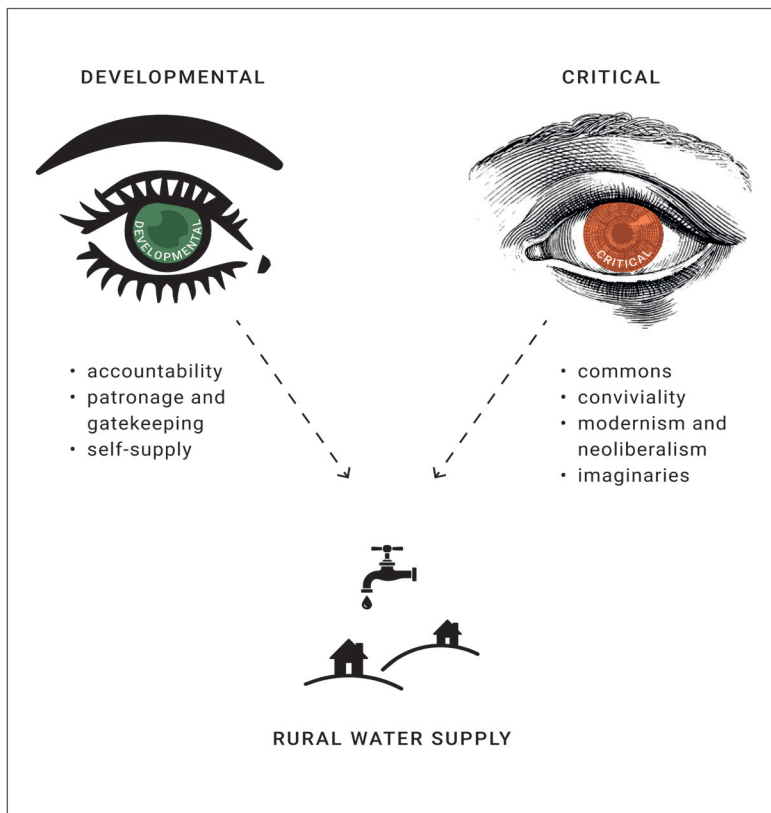 DEVELOPMENTAL
CRITICAL
DEVELOPMENTAL
CRITICAL
• accountability
• patronage and
gatekeeping
• self-supply
• commons
• conviviality
• modernism and
neoliberalism
• imaginaries
RURAL WATER SUPPLY